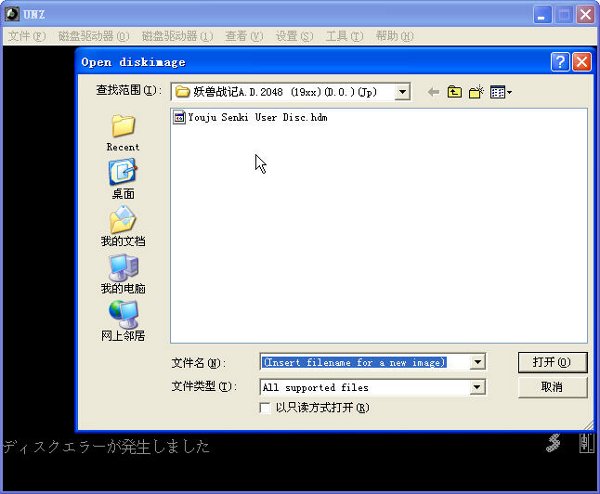 UNZ
文件(F) 磁盘驱动器(0) 磁盘驱动器(1) 查看(V) 设置(S) 工具(T) 帮助(H)
Open diskimage
查找范围(I): 妖兽战记A.D.2048 (19xx)(D.O.)(Jp)
Youju Senki User Disc.hdm
Recent
桌面
我的文档
我的电脑
网上邻居
文件名(N): (Insert filename for a new image) 打开(O)
文件类型(T): All supported files 取消
以只读方式打开(R)
ディスクエラーが発生しました